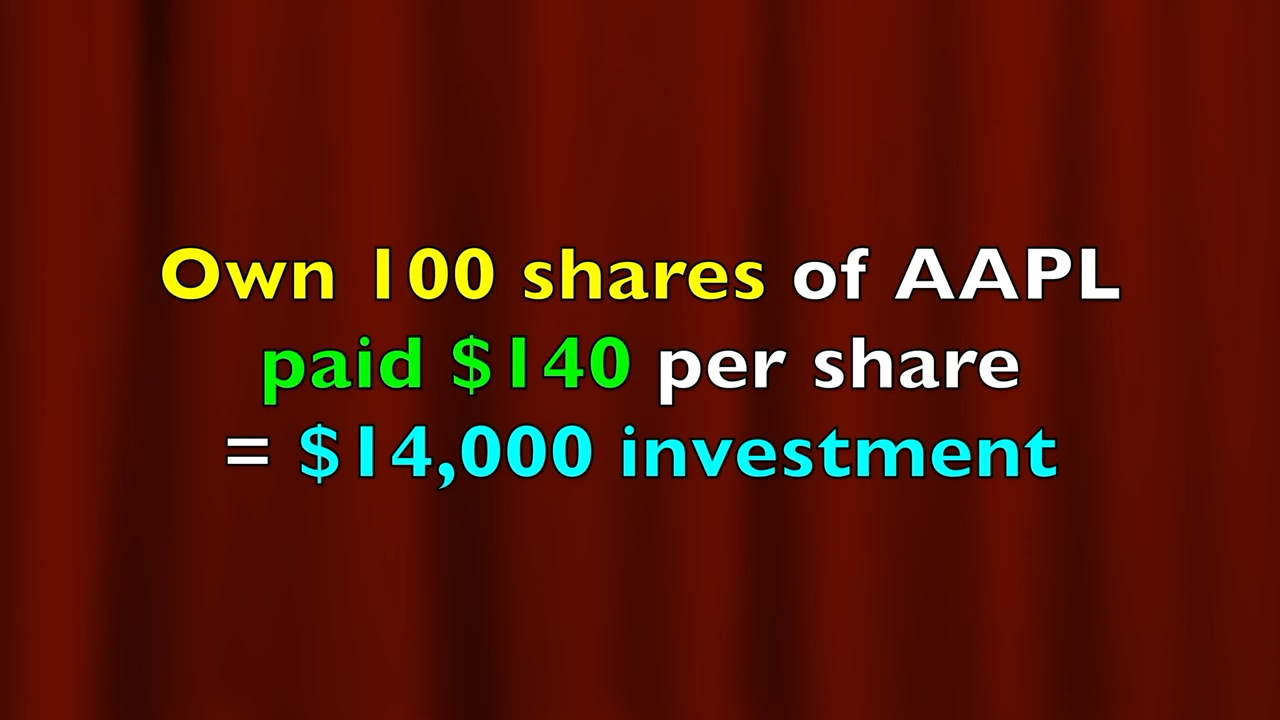 Own 100 shares of AAPL
paid $140 per share
= $14,000 investment